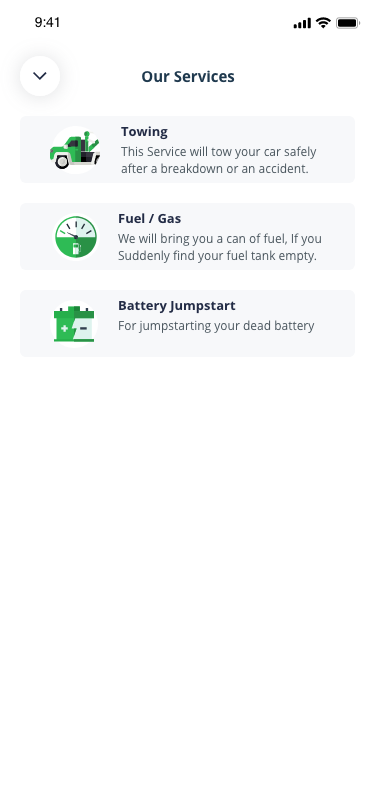 9:41
Our Services
Towing
This Service will tow your car safely
after a breakdown or an accident.
Fuel / Gas
We will bring you a can of fuel, If you
Suddenly find your fuel tank empty.
Battery Jumpstart
For jumpstarting your dead battery